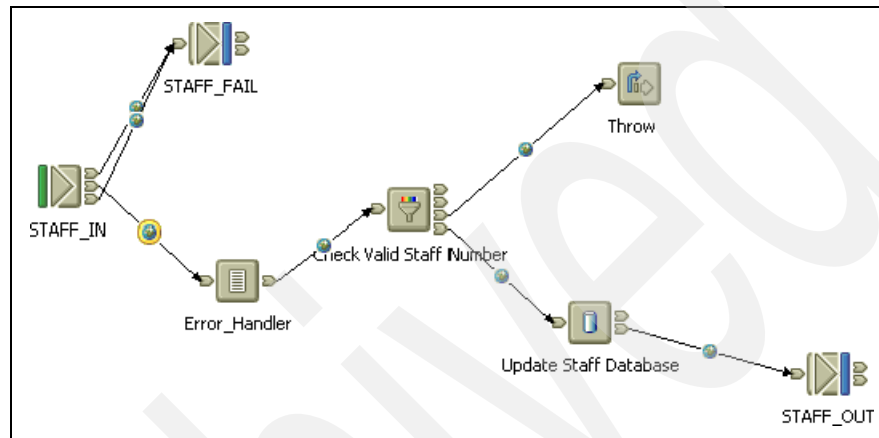 STAFF_FAIL
Throw
STAFF_IN
Check Valid Staff Number
Error_Handler
Update Staff Database
STAFF_OUT